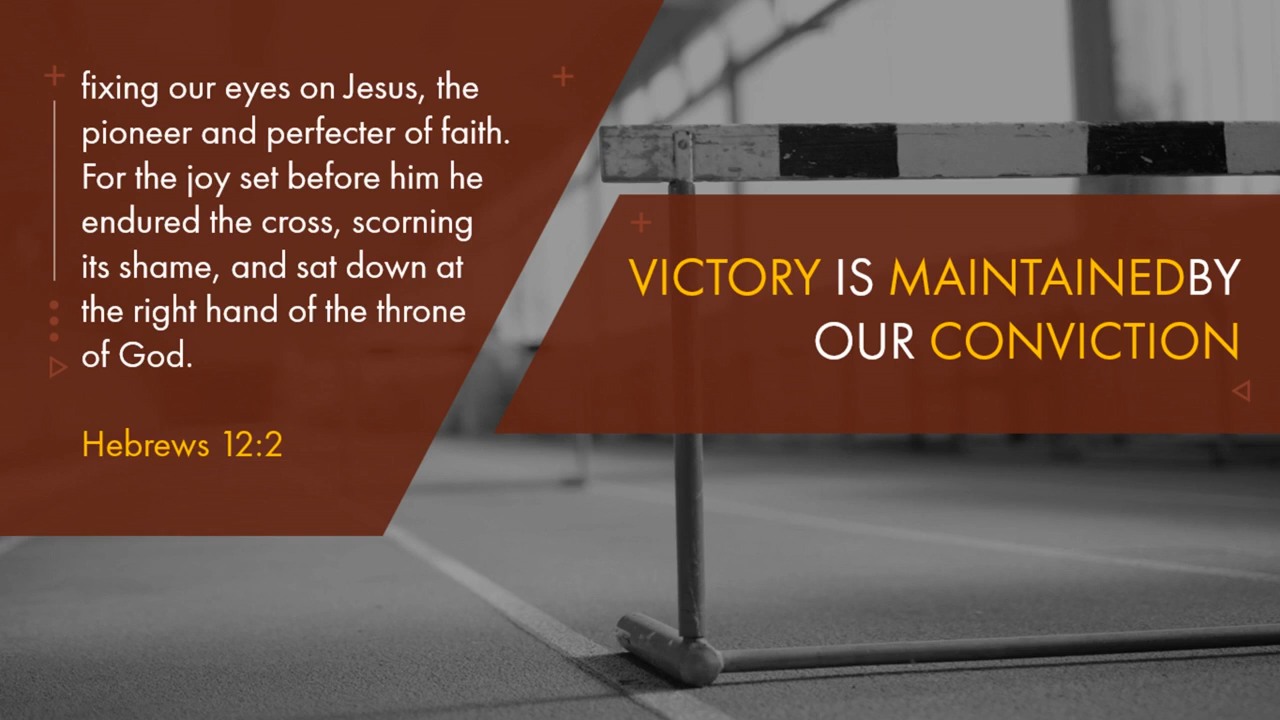 fixing our eyes on Jesus, the
pioneer and perfecter of faith.
For the joy set before him he
endured the cross, scorning
its shame, and sat down at
the right hand of the throne
of God.
Hebrews 12:2
VICTORY IS MAINTAINEDBY
OUR CONVICTION